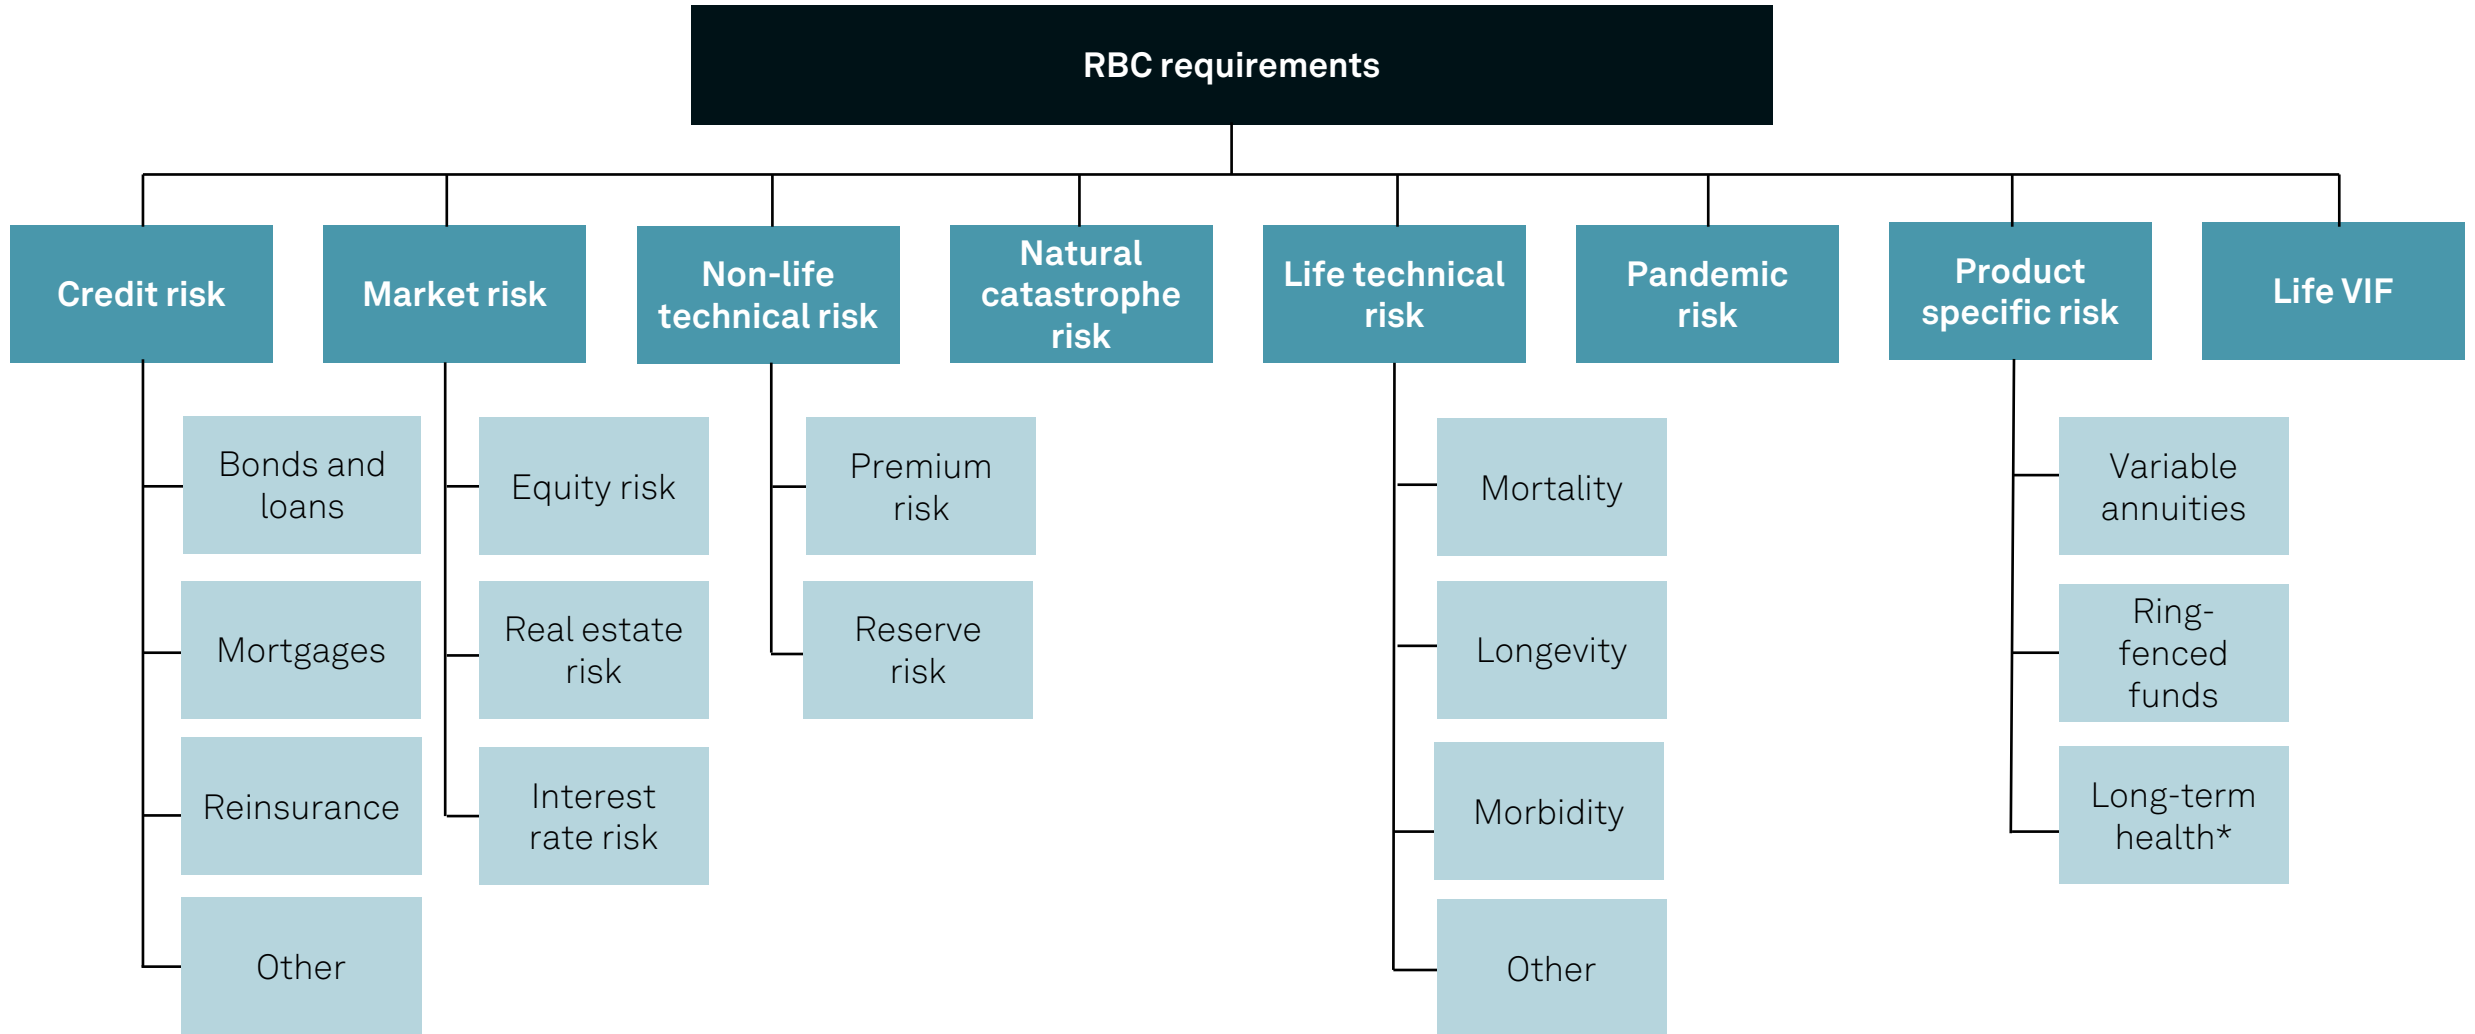 RBC requirements
Credit risk
Market risk
Non-life
technical risk
Natural
catastrophe
risk
Life technical
risk
Pandemic
risk
Product
specific risk
Life VIF
Bonds and
loans
Mortgages
Reinsurance
Other
Equity risk
Real estate
risk
Interest
rate risk
Premium
risk
Reserve
risk
Mortality
Longevity
Morbidity
Other
Variable
annuities
Ring-
fenced
funds
Long-term
health*